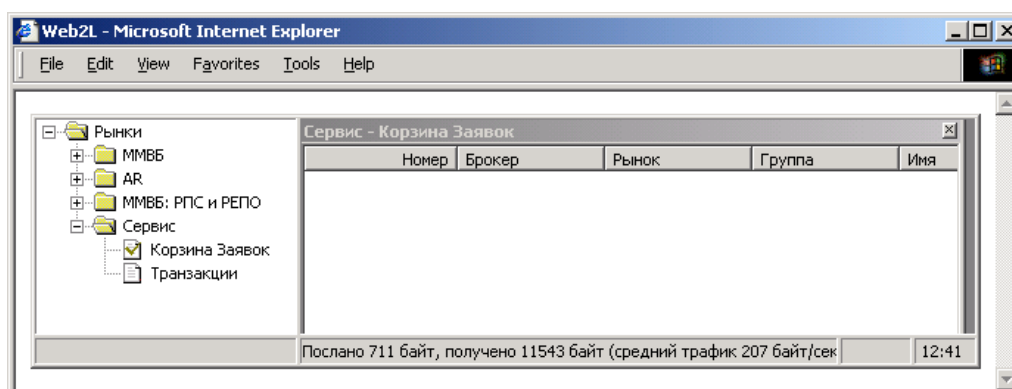 Web2L - Microsoft Internet Explorer
File Edit View Favorites Tools Help
Рынки
ММВБ
AR
ММВБ: РПС и РЕПО
Сервис
Корзина Заявок
Транзакции
Сервис - Корзина Заявок
Номер Брокер Рынок Группа Имя
Послано 711 байт, получено 11543 байт (средний трафик 207 байт/сек
12:41